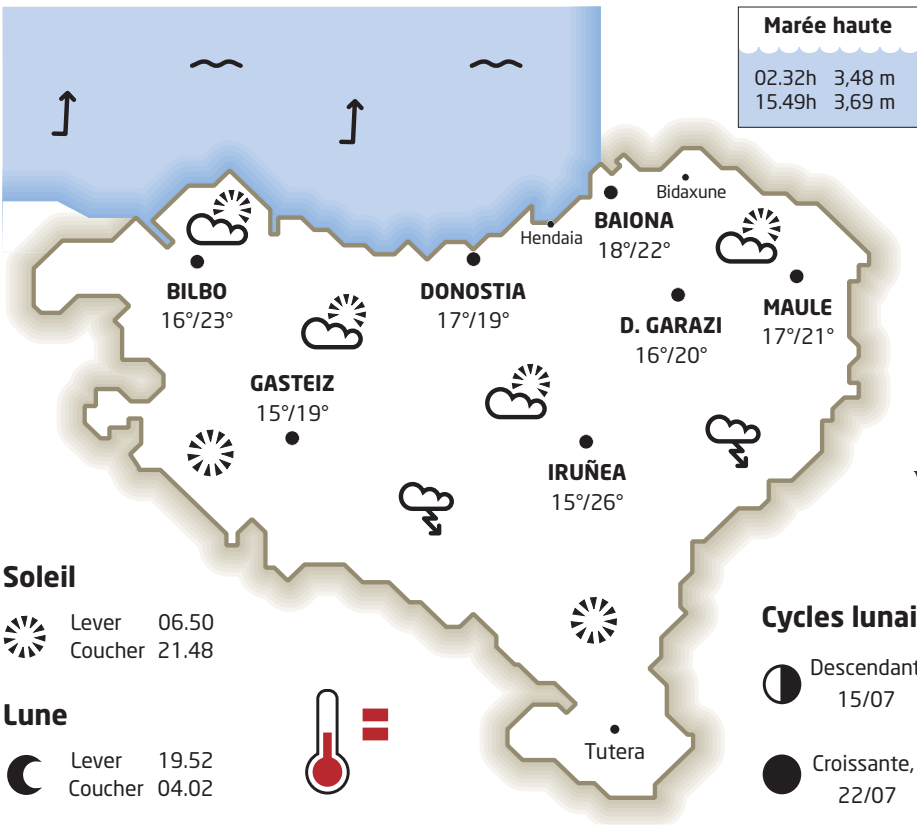 Marée haute
02.32h 3,48 m
15.49h 3,69 m
Bidaxune
BAIONA
18°/22°
Hendaia
BILBO
16°/23°
DONOSTIA
17°/19°
MAULE
17°/21°
D. GARAZI
16°/20°
GASTEIZ
15°/19°
IRUÑEA
15°/26°
Tutera
Soleil
Lever 06.50
Coucher 21.48
Lune
Lever 19.52
Coucher 04.02
Cycles lunai
Descendant
15/07
Croissante,
22/07